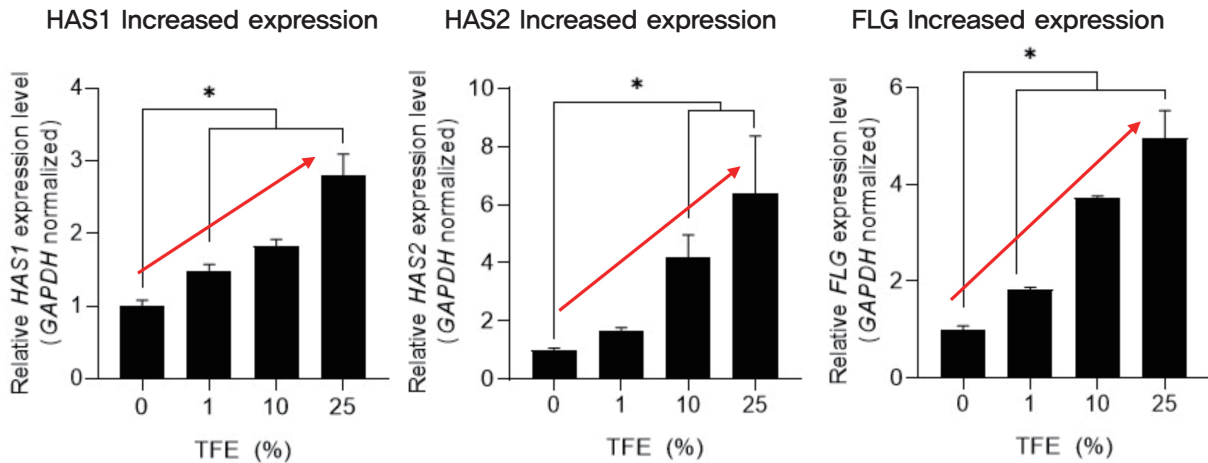 HAS1 Increased expression
Relative HAS1 expression level
(GAPDH normalized)
4
3
2
1
0
*
0 1 10 25
TFE (%)
HAS2 Increased expression
Relative HAS2 expression level
(GAPDH normalized)
10
8
6
4
2
0
*
0 1 10 25
TFE (%)
FLG Increased expression
Relative FLG expression level
(GAPDH normalized)
6
4
2
0
*
0 1 10 25
TFE (%)